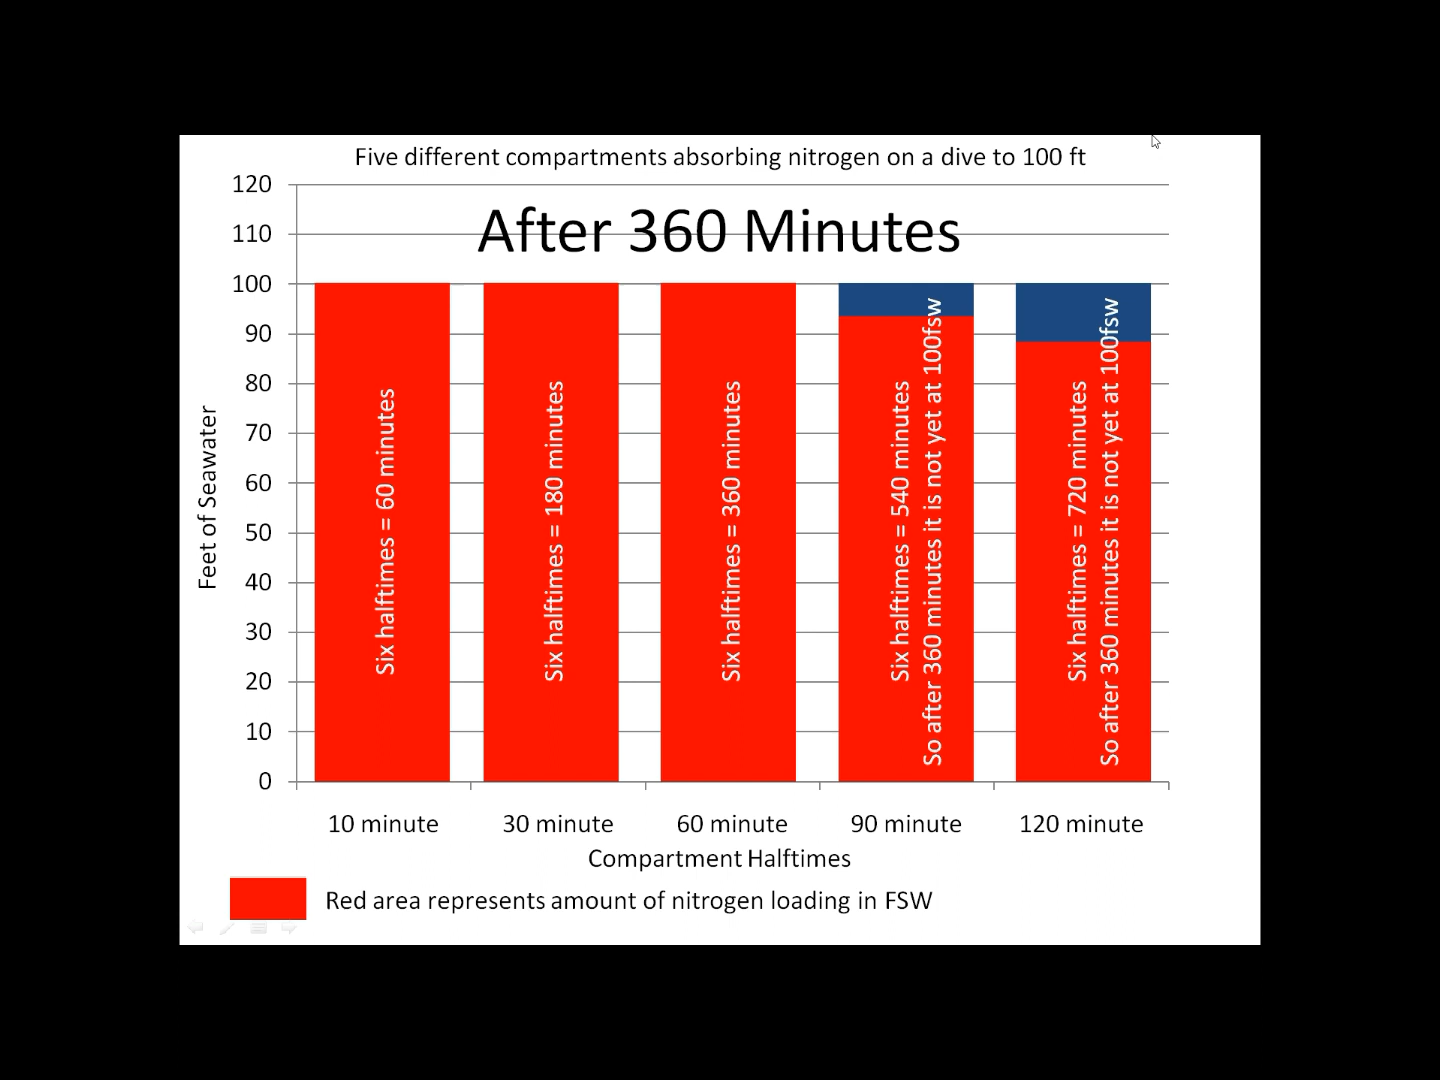 Five different compartments absorbing nitrogen on a dive to 100 ft
After 360 Minutes
120
110
100
90
80
70
60
50
40
30
20
10
0
Feet of Seawater
Six halftimes = 60 minutes
Six halftimes = 180 minutes
Six halftimes = 360 minutes
Six halftimes = 540 minutes
So after 360 minutes it is not yet at 100fsw
Six halftimes = 720 minutes
So after 360 minutes it is not yet at 100fsw
10 minute
30 minute
60 minute
90 minute
120 minute
Compartment Halftimes
Red area represents amount of nitrogen loading in FSW